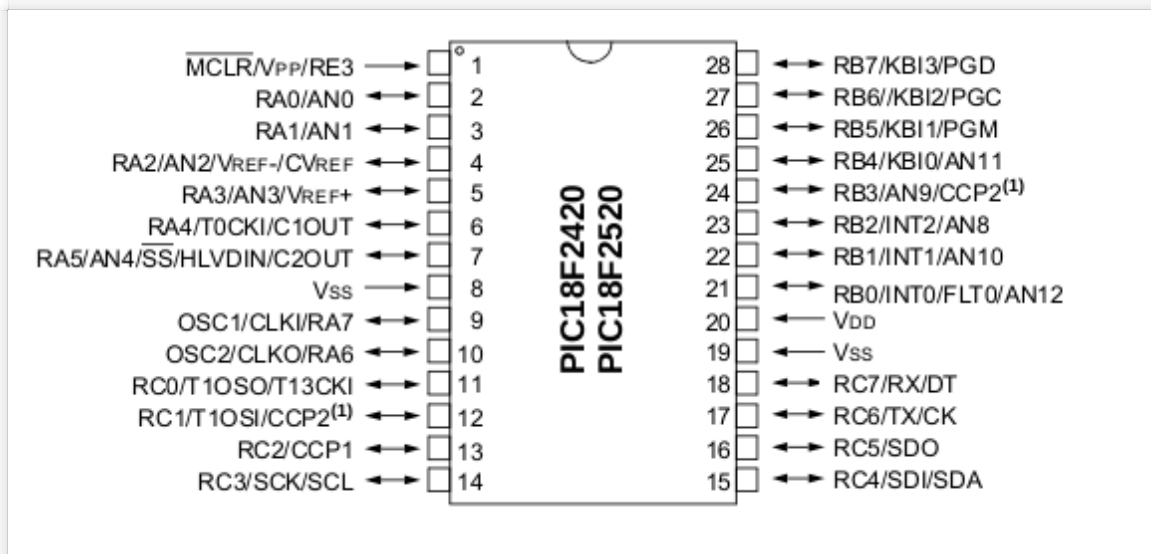 MCLR/VPP/RE3 1 28 RB7/KBI3/PGD
RA0/AN0 2 27 RB6//KBI2/PGC
RA1/AN1 3 26 RB5/KBI1/PGM
RA2/AN2/VREF-/CVREF 4 25 RB4/KBI0/AN11
RA3/AN3/VREF+ 5 24 RB3/AN9/CCP2(1)
RA4/T0CKI/C1OUT 6 23 RB2/INT2/AN8
RA5/AN4/SS/HLVDIN/C2OUT 7 22 RB1/INT1/AN10
VSS 8 21 RB0/INT0/FLT0/AN12
OSC1/CLKI/RA7 9 20 VDD
OSC2/CLKO/RA6 10 19 VSS
RC0/T1OSO/T13CKI 11 18 RC7/RX/DT
RC1/T1OSI/CCP2(1) 12 17 RC6/TX/CK
RC2/CCP1 13 16 RC5/SDO
RC3/SCK/SCL 14 15 RC4/SDI/SDA
PIC18F2420
PIC18F2520